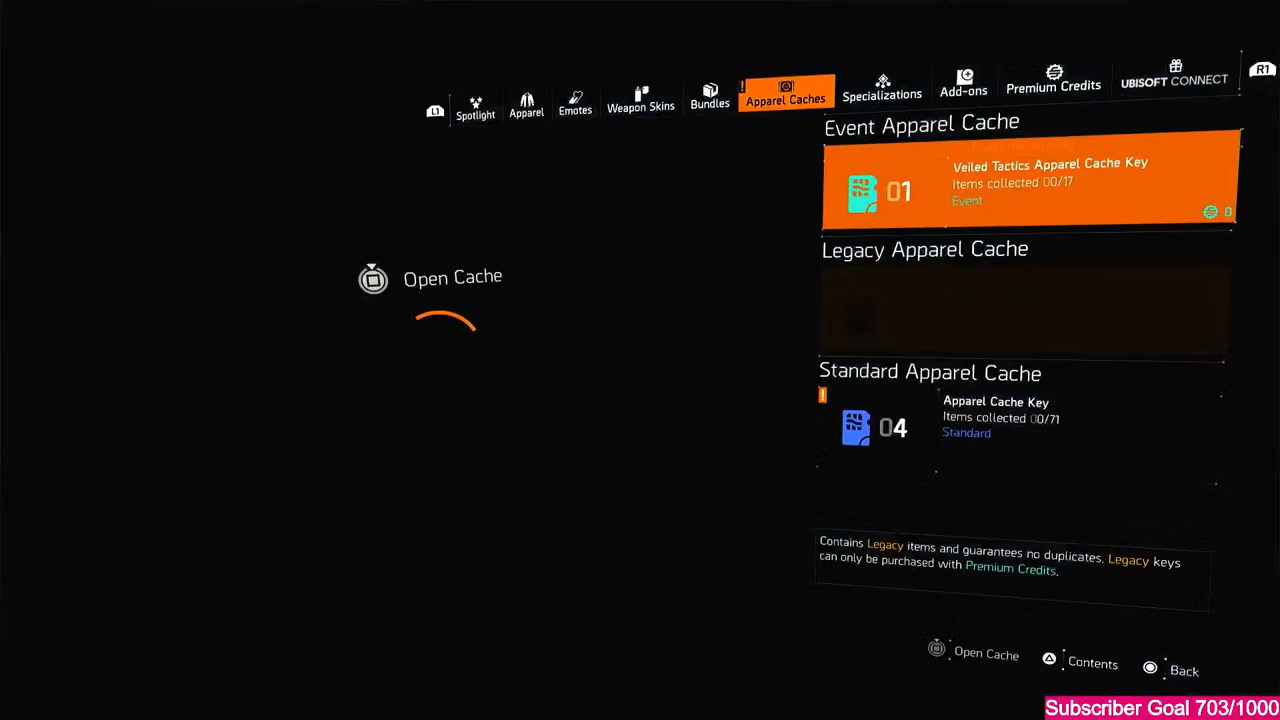 L1
Spotlight
Apparel
Emotes
Weapon Skins
Bundles
Apparel Caches
Specializations
Add-ons
Premium Credits
UBISOFT CONNECT
R1
Event Apparel Cache
01
Veiled Tactics Apparel Cache Key
Items collected 00/17
Event
0
Open Cache
Legacy Apparel Cache
Standard Apparel Cache
!
04
Apparel Cache Key
Items collected 00/71
Standard
Contains Legacy items and guarantees no duplicates. Legacy keys
can only be purchased with Premium Credits.
Open Cache
Contents
Back
Subscriber Goal 703/1000